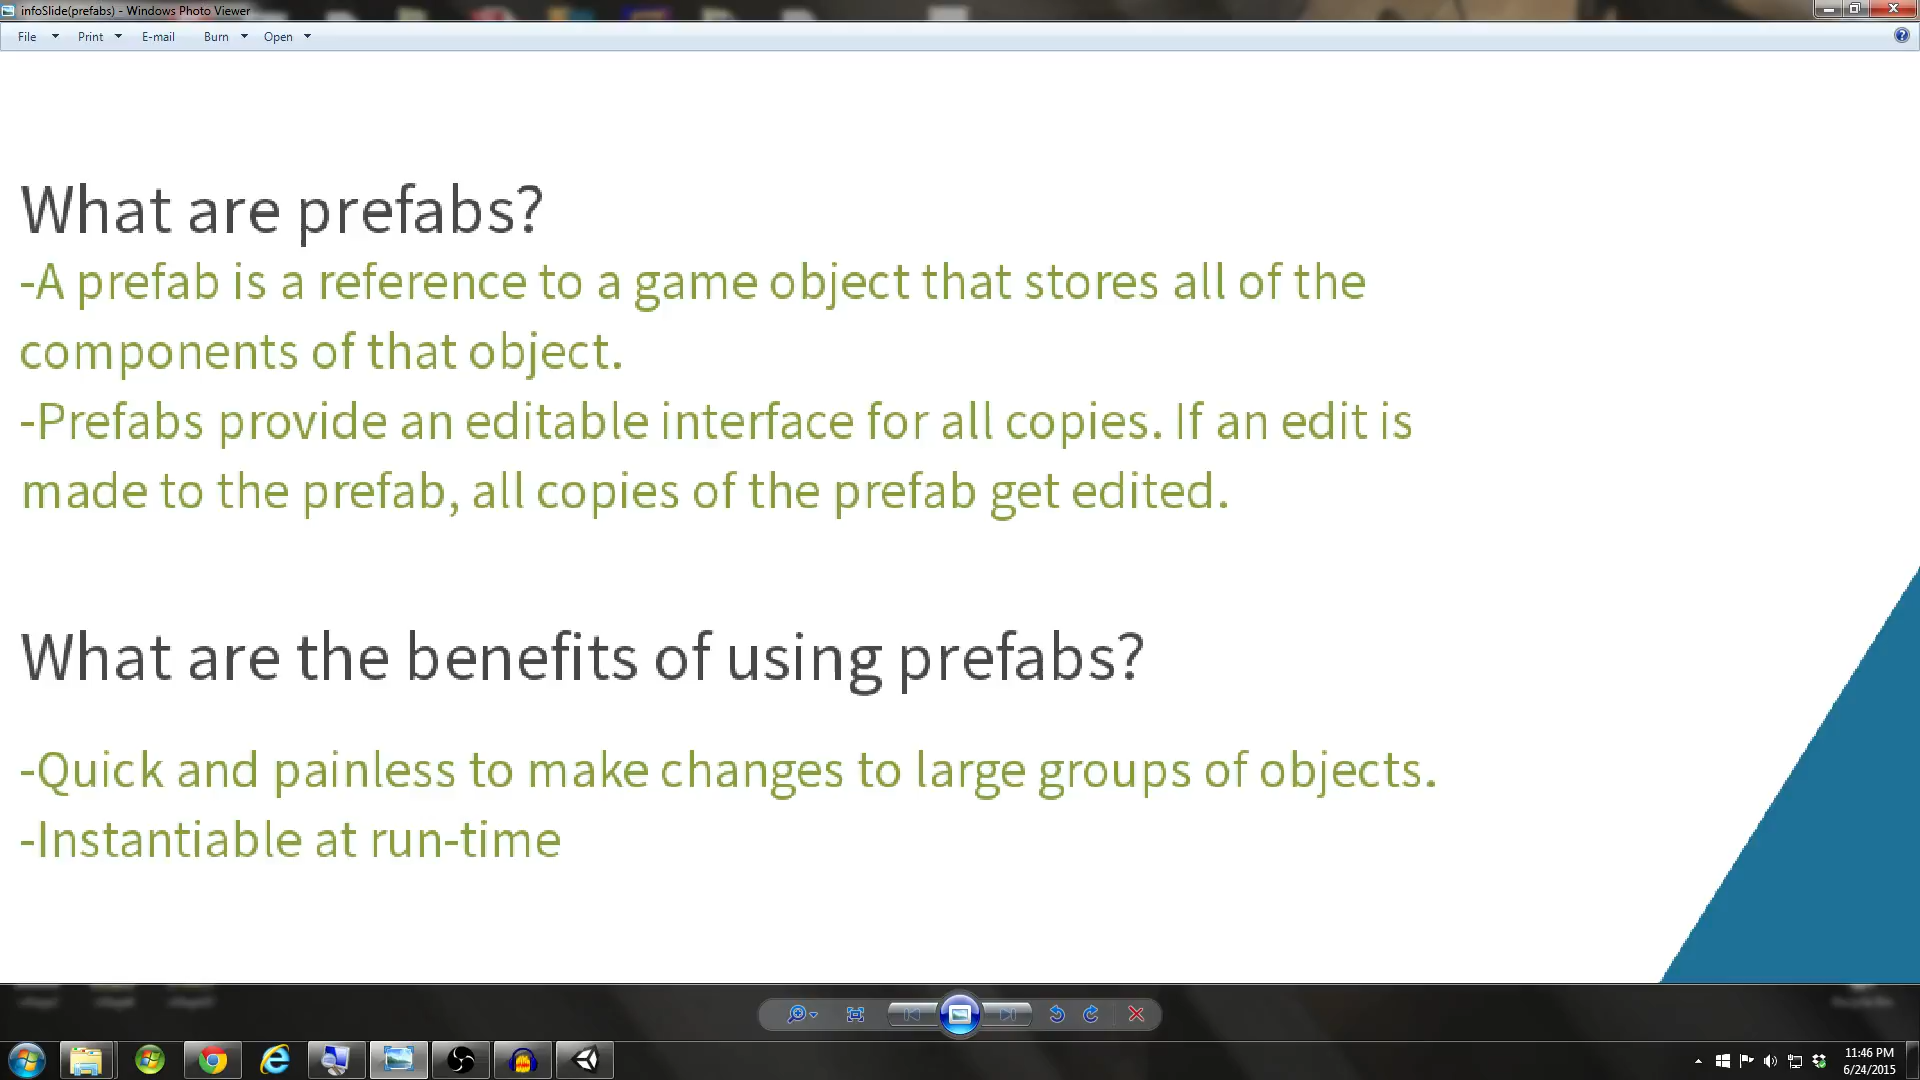 infoSlide(prefabs) - Windows Photo Viewer
File Print E-mail Burn Open
What are prefabs?
-A prefab is a reference to a game object that stores all of the
components of that object.
-Prefabs provide an editable interface for all copies. If an edit is
made to the prefab, all copies of the prefab get edited.
What are the benefits of using prefabs?
-Quick and painless to make changes to large groups of objects.
-Instantiable at run-time
11:46 PM
6/24/2015